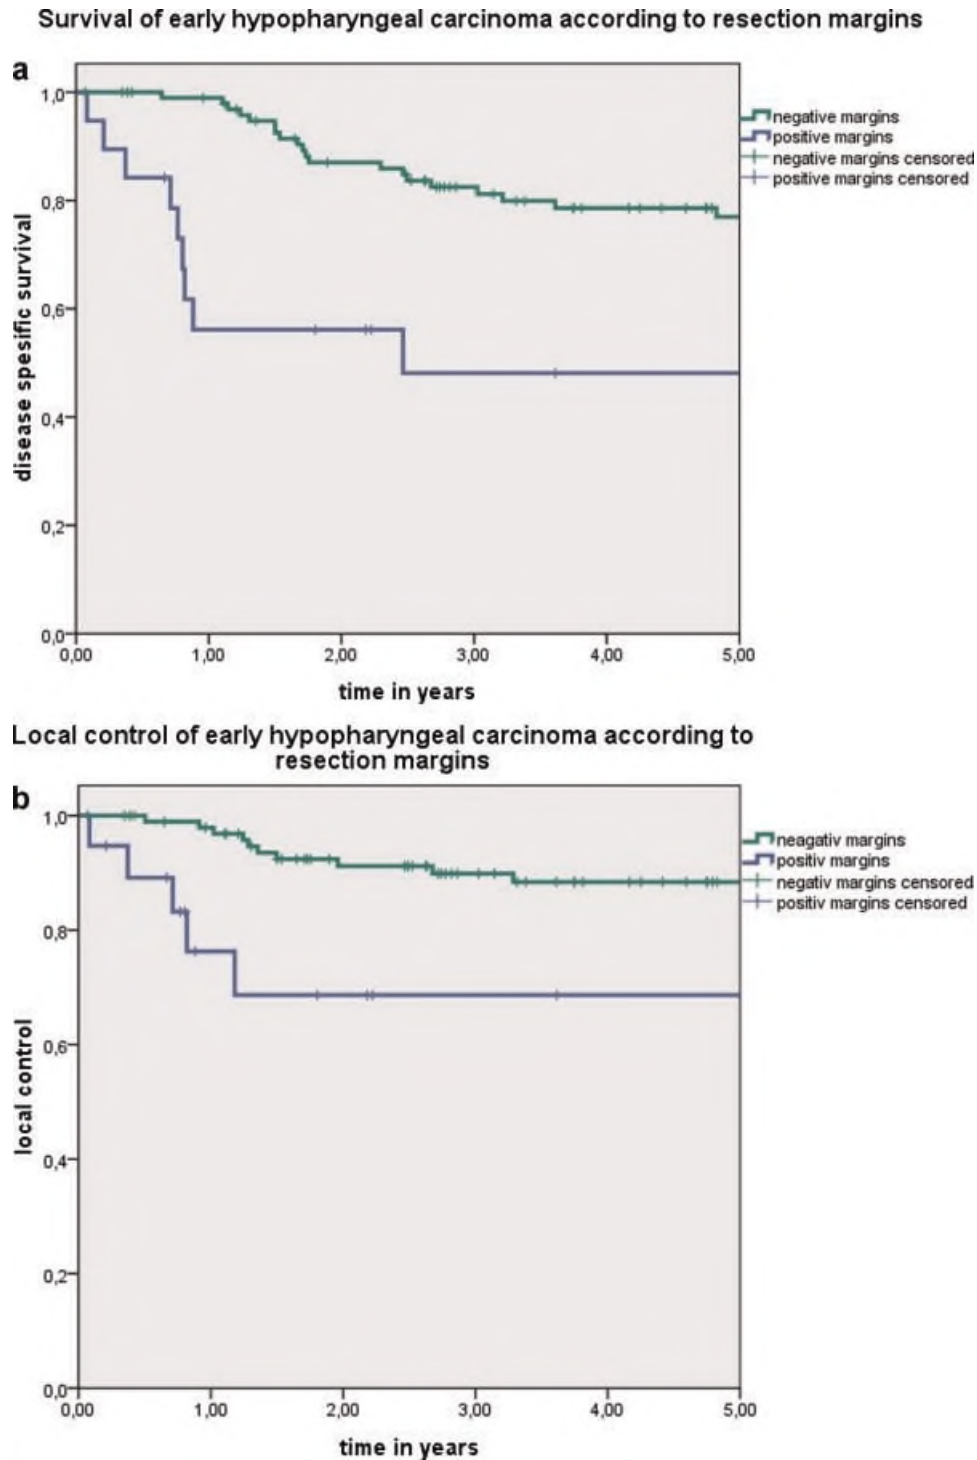 Survival of early hypopharyngeal carcinoma according to resection margins
a
1,0
0,8
0,6
0,4
0,2
0,0
disease spesific survival
0,00 1,00 2,00 3,00 4,00 5,00
time in years
negative margins
positive margins
negative margins censored
positive margins censored
Local control of early hypopharyngeal carcinoma according to
resection margins
b
1,0
0,8
0,6
0,4
0,2
0,0
local control
0,00 1,00 2,00 3,00 4,00 5,00
time in years
neagativ margins
positiv margins
negativ margins censored
positiv margins censored